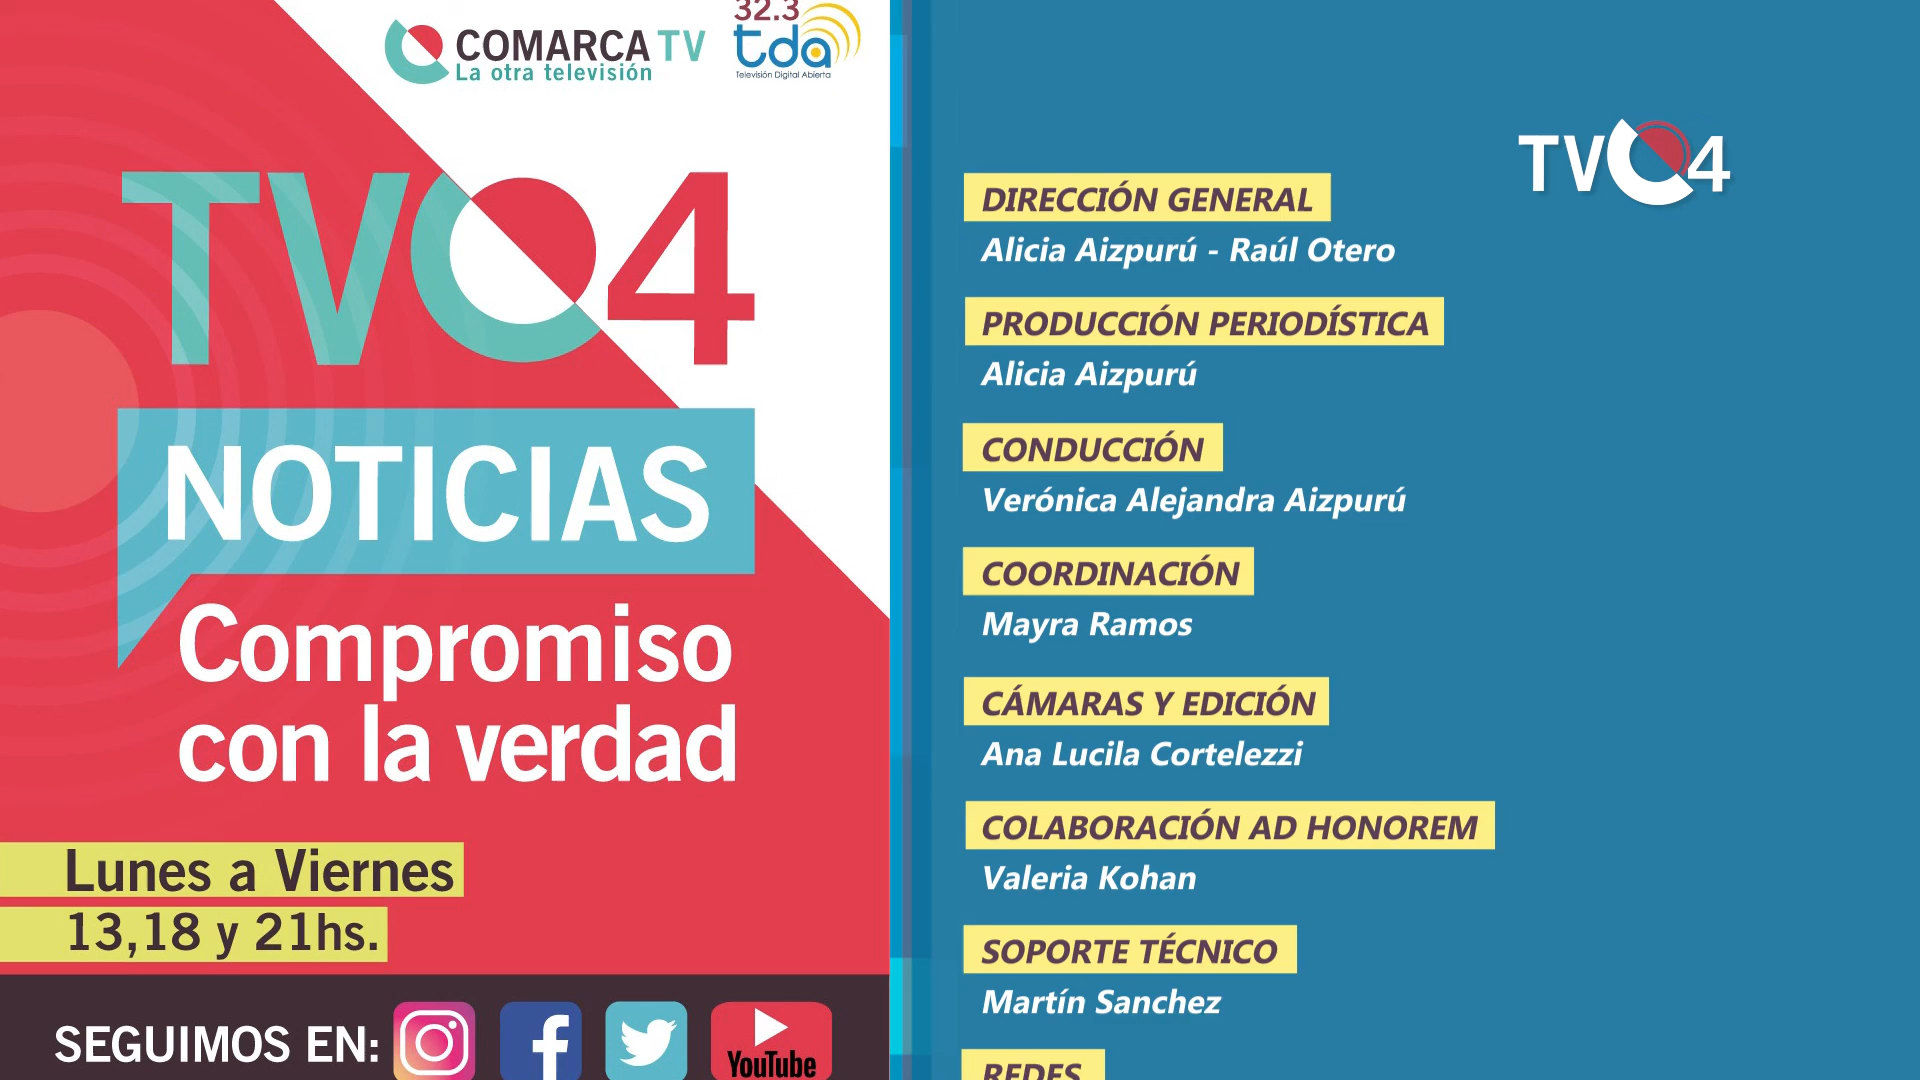 COMARCA TV
La otra televisión
32.3
tda
Televisión Digital Abierta
TVC4
NOTICIAS
Compromiso
con la verdad
Lunes a Viernes
13,18 y 21hs.
SEGUIMOS EN:
YouTube
TVC4
DIRECCIÓN GENERAL
Alicia Aizpurú - Raúl Otero
PRODUCCIÓN PERIODÍSTICA
Alicia Aizpurú
CONDUCCIÓN
Verónica Alejandra Aizpurú
COORDINACIÓN
Mayra Ramos
CÁMARAS Y EDICIÓN
Ana Lucila Cortelezzi
COLABORACIÓN AD HONOREM
Valeria Kohan
SOPORTE TÉCNICO
Martín Sanchez
REDES